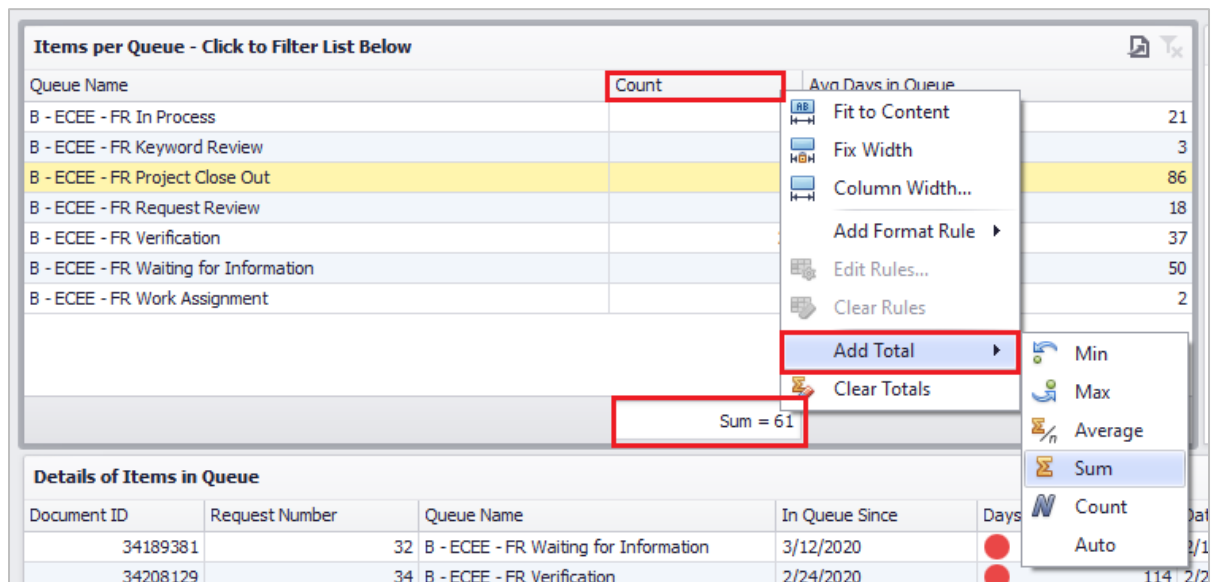 Items per Queue - Click to Filter List Below
Queue Name Count Avg Days in Queue
B - ECEE - FR In Process 21
B - ECEE - FR Keyword Review 3
B - ECEE - FR Project Close Out 86
B - ECEE - FR Request Review 18
B - ECEE - FR Verification 37
B - ECEE - FR Waiting for Information 50
B - ECEE - FR Work Assignment 2
Sum = 61
Fit to Content
Fix Width
Column Width...
Add Format Rule
Edit Rules...
Clear Rules
Add Total
Clear Totals
Min
Max
Average
Sum
Count
Auto
Details of Items in Queue
Document ID Request Number Queue Name In Queue Since Days
34189381 32 B - ECEE - FR Waiting for Information 3/12/2020
34208129 34 B - ECEE - FR Verification 2/24/2020 114